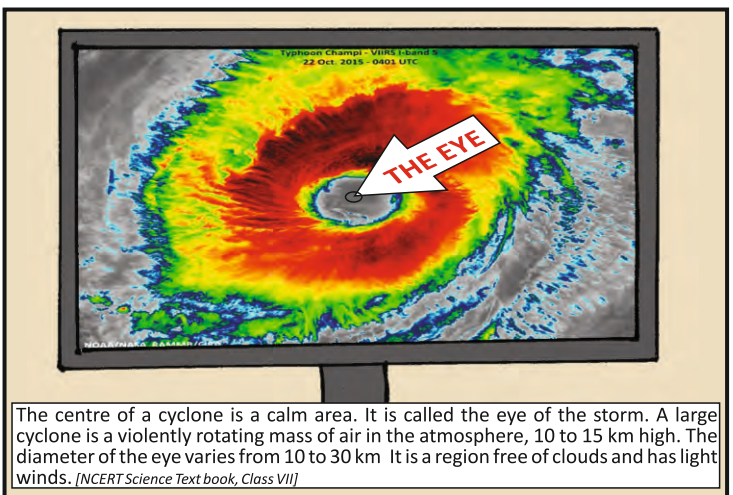 Typhoon Champi - VIIRS I-band 5
22 Oct. 2015 - 0401 UTC
THE EYE
The centre of a cyclone is a calm area. It is called the eye of the storm. A large
cyclone is a violently rotating mass of air in the atmosphere, 10 to 15 km high. The
diameter of the eye varies from 10 to 30 km It is a region free of clouds and has light
winds. [NCERT Science Text book, Class VII]